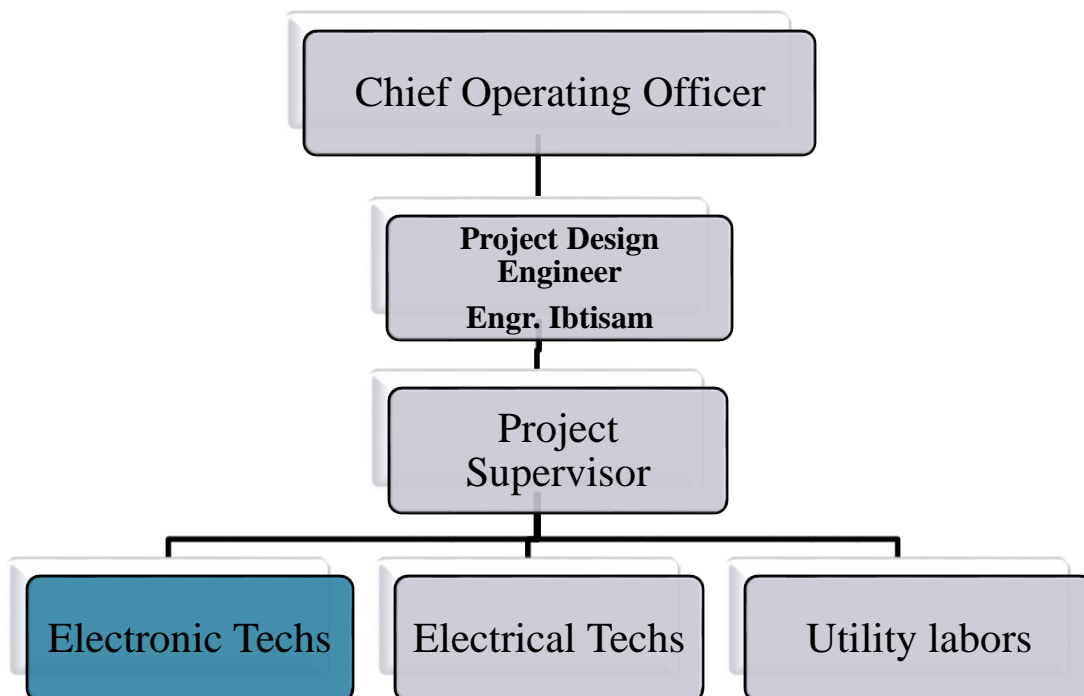 Chief Operating Officer
Project Design
Engineer
Engr. Ibtisam
Project
Supervisor
Electronic Techs
Electrical Techs
Utility labors